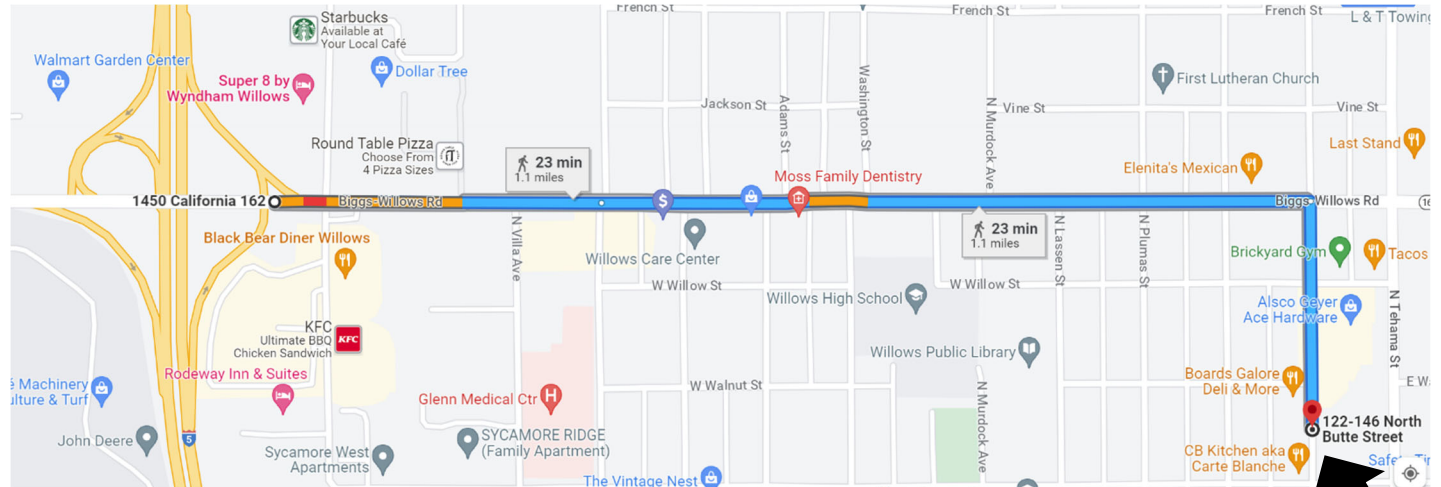 French St
French St
French St
L & T Towing
Starbucks
Available at
Your Local Café
Walmart Garden Center
Super 8 by
Wyndham Willows
Dollar Tree
First Lutheran Church
Washington St
Jackson St
Adams St
N Murdock Ave
Vine St
Vine St
Round Table Pizza
Choose From
4 Pizza Sizes
Last Stand
23 min
1.1 miles
Elenita's Mexican
Moss Family Dentistry
1450 California 162
Biggs-Willows Rd
$
Biggs-Willows Rd
16
Black Bear Diner Willows
N Villa Ave
23 min
1.1 miles
N Lassen St
N Plumas St
Brickyard Gym
Tacos
Willows Care Center
W Willow St
W Willow St
Willows High School
Alsco Geyer
Ace Hardware
N Tehama St
KFC
Ultimate BBQ
Chicken Sandwich
KFC
Willows Public Library
Rodeway Inn & Suites
Boards Galore
Deli & More
E W
é Machinery
ulture & Turf
W Walnut St
Glenn Medical Ctr
H
N Murdock Ave
122-146 North
Butte Street
John Deere
5
SYCAMORE RIDGE
(Family Apartment)
Sycamore West
Apartments
CB Kitchen aka
Carte Blanche
The Vintage Nest